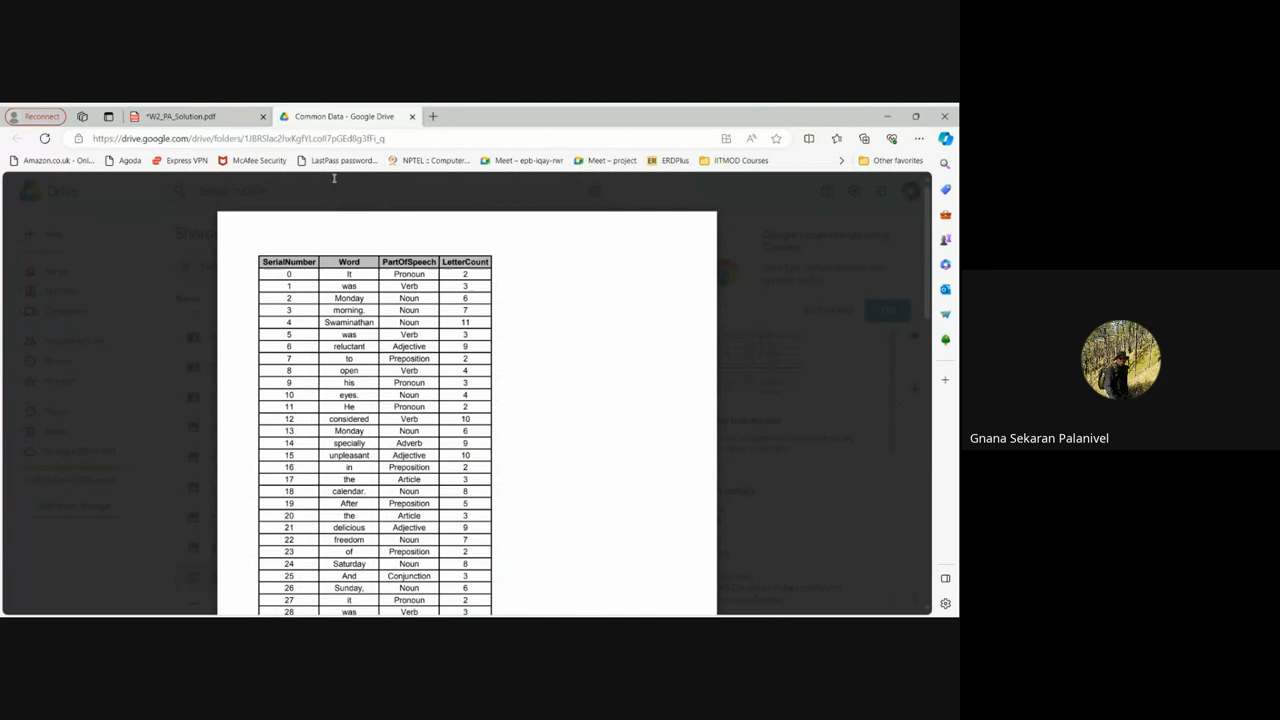 Reconnect
*W2_PA_Solution.pdf
Common Data - Google Drive
Amazon.co.uk - Onl...
Agoda
Express VPN
McAfee Security
LastPass password...
NPTEL :: Computer...
Meet – epb-iqay-rwr
Meet – project
ERDPlus
IITMOD Courses
Other favorites
Drive
SerialNumber Word PartOfSpeech LetterCount
0 It Pronoun 2
1 was Verb 3
2 Monday Noun 6
3 morning. Noun 7
4 Swaminathan Noun 11
5 was Verb 3
6 reluctant Adjective 9
7 to Preposition 2
8 open Verb 4
9 his Pronoun 3
10 eyes. Noun 4
11 He Pronoun 2
12 considered Verb 10
13 Monday Noun 6
14 specially Adverb 9
15 unpleasant Adjective 10
16 in Preposition 2
17 the Article 3
18 calendar. Noun 8
19 After Preposition 5
20 the Article 3
21 delicious Adjective 9
22 freedom Noun 7
23 of Preposition 2
24 Saturday Noun 8
25 And Conjunction 3
26 Sunday, Noun 6
27 it Pronoun 2
28 was Verb 3
Gnana Sekaran Palanivel